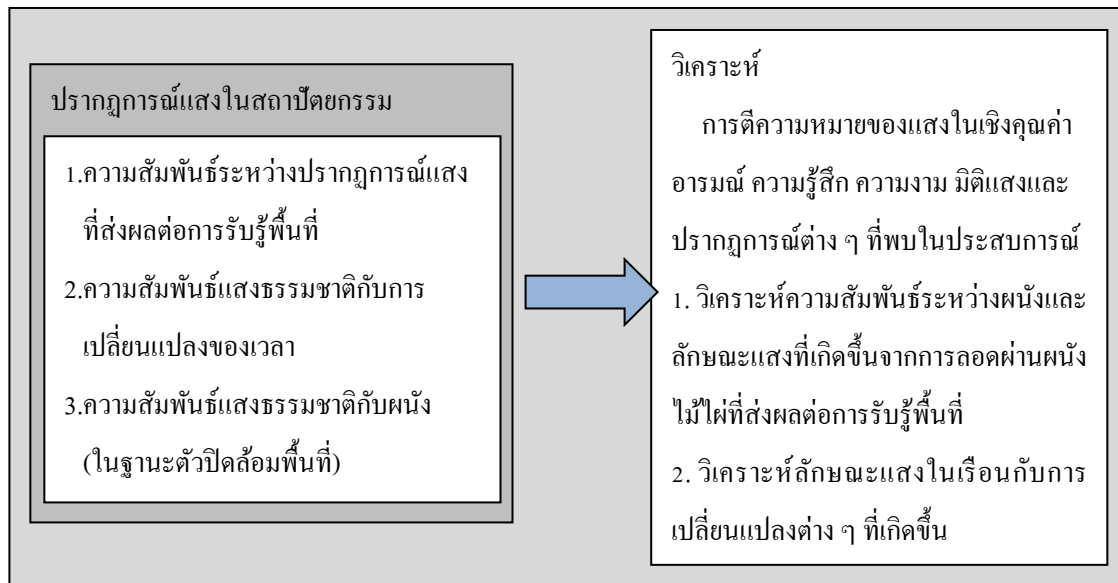 ปรากฏการณ์แสงในสถาปัตยกรรม
1.ความสัมพันธ์ระหว่างปรากฏการณ์แสง
ที่ส่งผลต่อการรับรู้พื้นที่
2.ความสัมพันธ์แสงธรรมชาติกับการ
เปลี่ยนแปลงของเวลา
3.ความสัมพันธ์แสงธรรมชาติกับผนัง
(ในฐานะตัวปิดล้อมพื้นที่)
วิเคราะห์
การตีความหมายของแสงในเชิงคุณค่า
อารมณ์ ความรู้สึก ความงาม มิติแสงและ
ปรากฏการณ์ต่าง ๆ ที่พบในประสบการณ์
1. วิเคราะห์ความสัมพันธ์ระหว่างผนังและ
ลักษณะแสงที่เกิดขึ้นจากการลอดผ่านผนัง
ไม้ไผ่ที่ส่งผลต่อการรับรู้พื้นที่
2. วิเคราะห์ลักษณะแสงในเรือนกับการ
เปลี่ยนแปลงต่าง ๆ ที่เกิดขึ้น